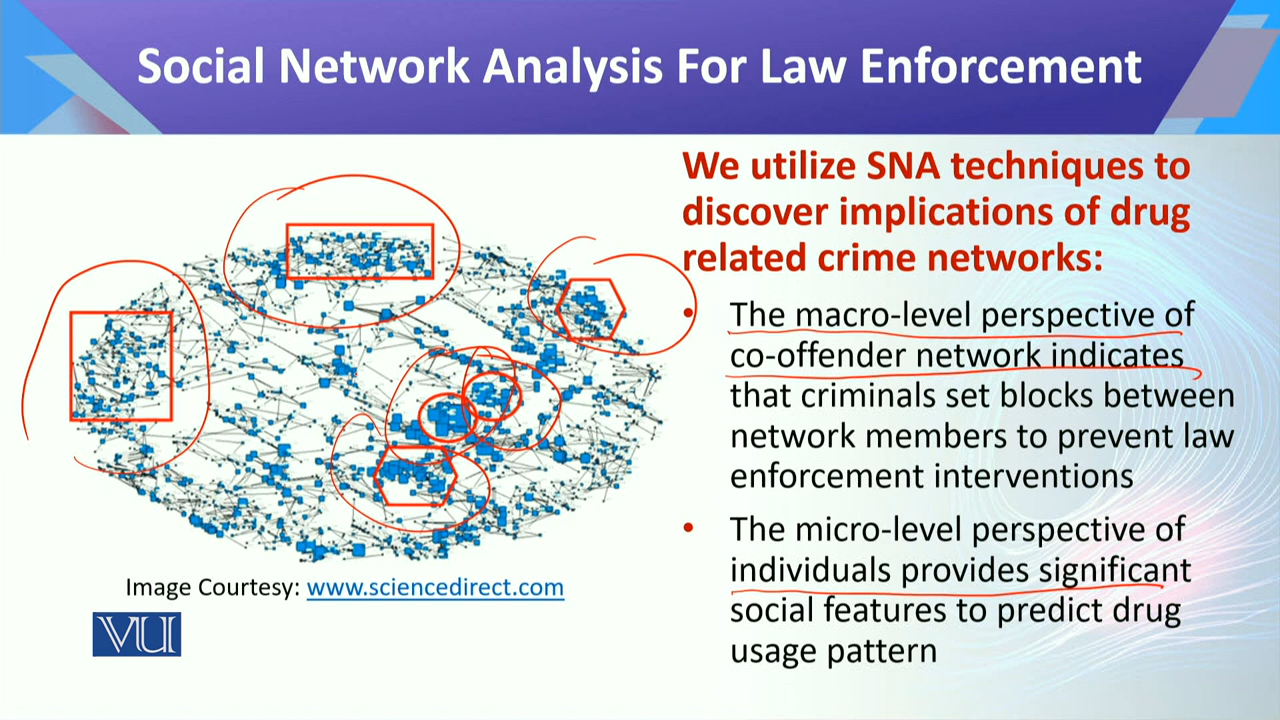 Social Network Analysis For Law Enforcement
We utilize SNA techniques to
discover implications of drug
related crime networks:
• The macro-level perspective of
co-offender network indicates
that criminals set blocks between
network members to prevent law
enforcement interventions
• The micro-level perspective of
individuals provides significant
social features to predict drug
usage pattern
Image Courtesy: www.sciencedirect.com
VU